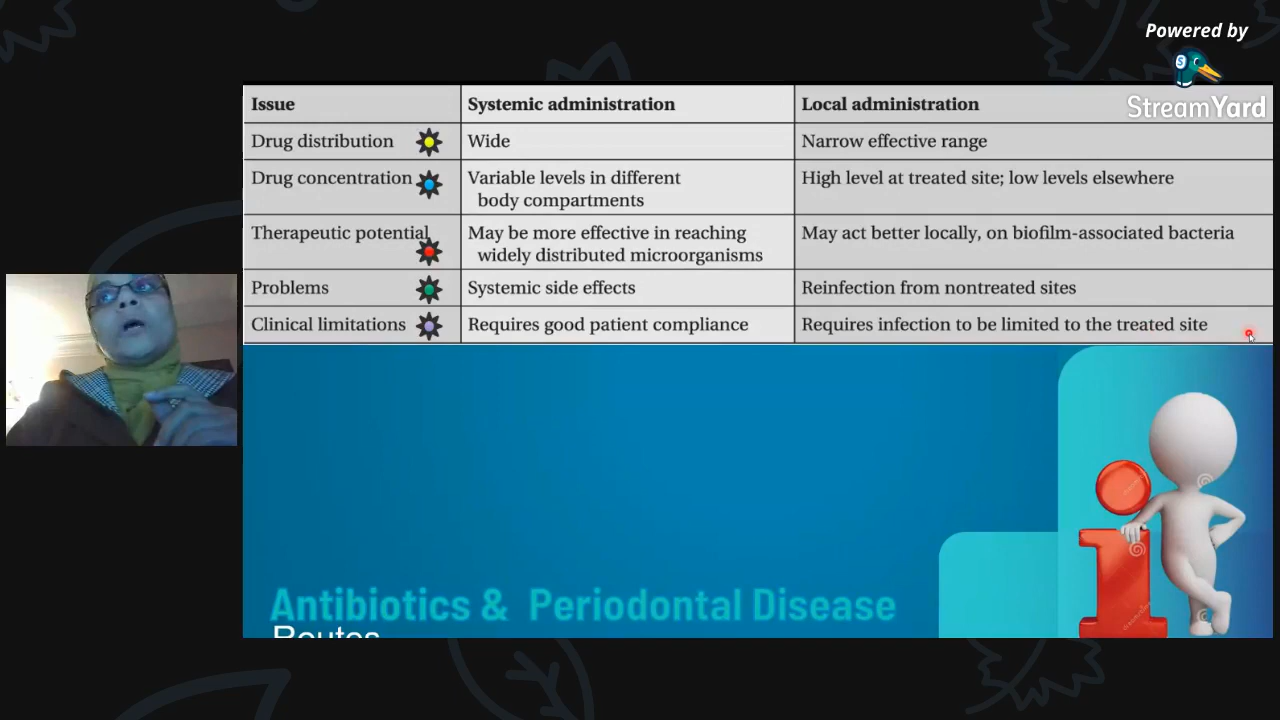 Powered by
StreamYard
Issue Systemic administration Local administration
Drug distribution Wide Narrow effective range
Drug concentration Variable levels in different High level at treated site; low levels elsewhere
body compartments
Therapeutic potential May be more effective in reaching May act better locally, on biofilm-associated bacteria
widely distributed microorganisms
Problems Systemic side effects Reinfection from nontreated sites
Clinical limitations Requires good patient compliance Requires infection to be limited to the treated site
Antibiotics & Periodontal Disease
Routes